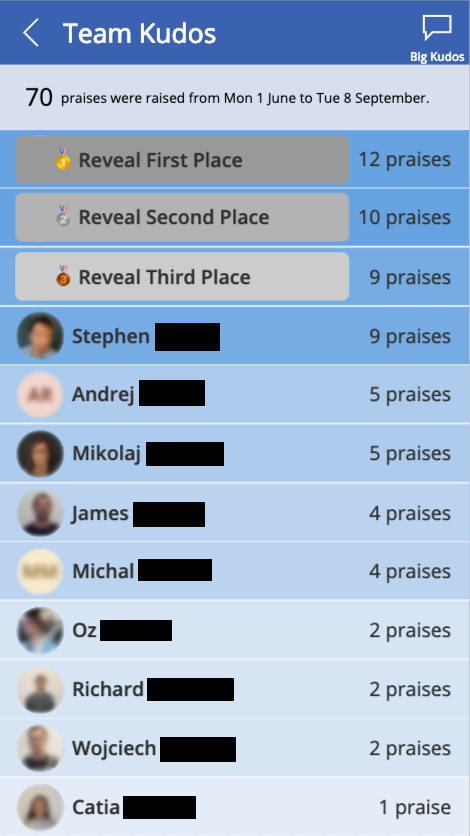 Team Kudos
Big Kudos
70 praises were raised from Mon 1 June to Tue 8 September.
Reveal First Place 12 praises
Reveal Second Place 10 praises
Reveal Third Place 9 praises
Stephen 9 praises
Andrej 5 praises
Mikolaj 5 praises
James 4 praises
Michal 4 praises
Oz 2 praises
Richard 2 praises
Wojciech 2 praises
Catia 1 praise